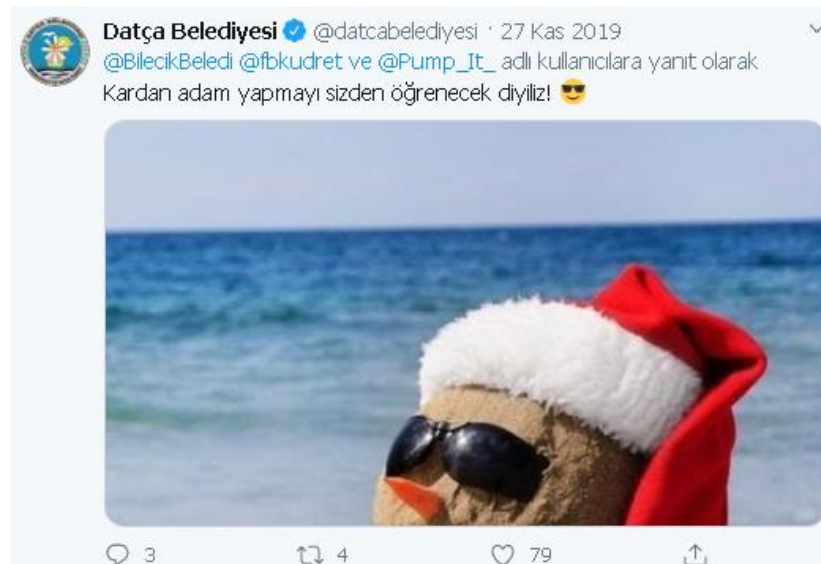 Datça Belediyesi @datcabelediyesi · 27 Kas 2019
@BilecikBeledi @fbkudret ve @Pump_It_ adlı kullanıcılara yanıt olarak
Kardan adam yapmayı sizden öğrenecek diyiliz! 😎
3 4 79